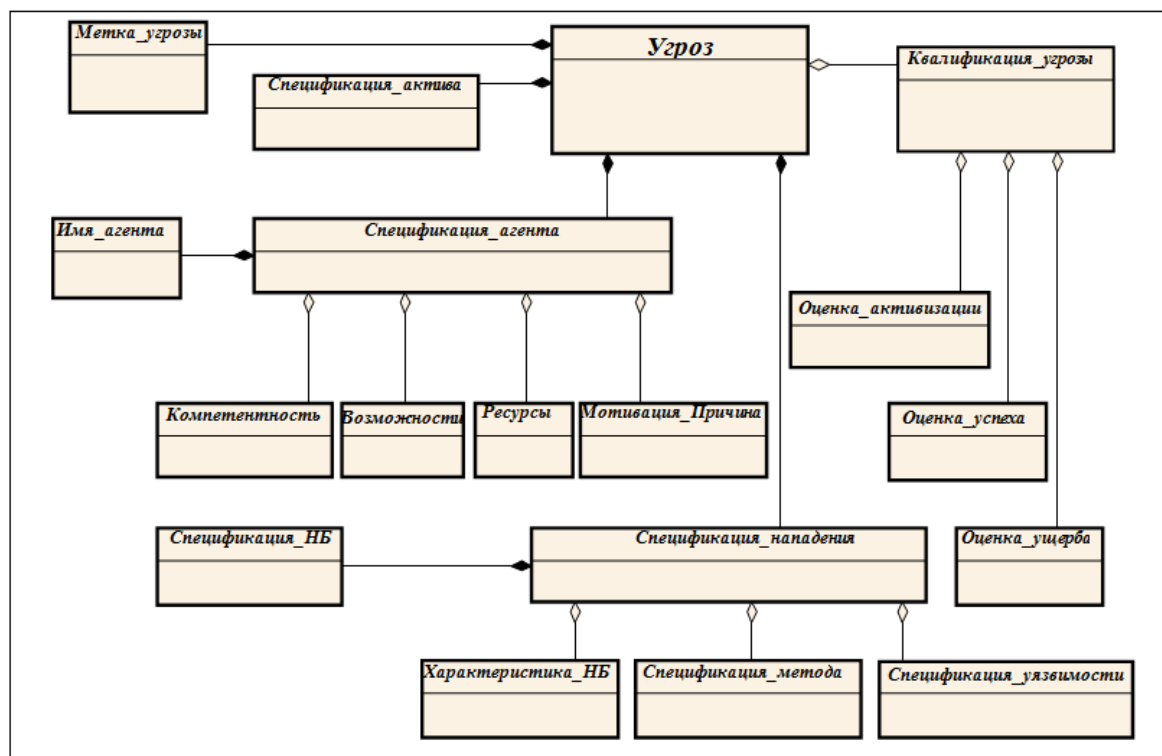 Метка_угрозы
Угроз
Квалификация_угрозы
Спецификация_актива
Имя_агента
Спецификация_агента
Оценка_активизации
Компетентность
Возможности
Ресурсы
Мотивация_Причина
Оценка_успеха
Спецификация_НБ
Спецификация_нападения
Оценка_ущерба
Характеристика_НБ
Спецификация_метода
Спецификация_уязвимости